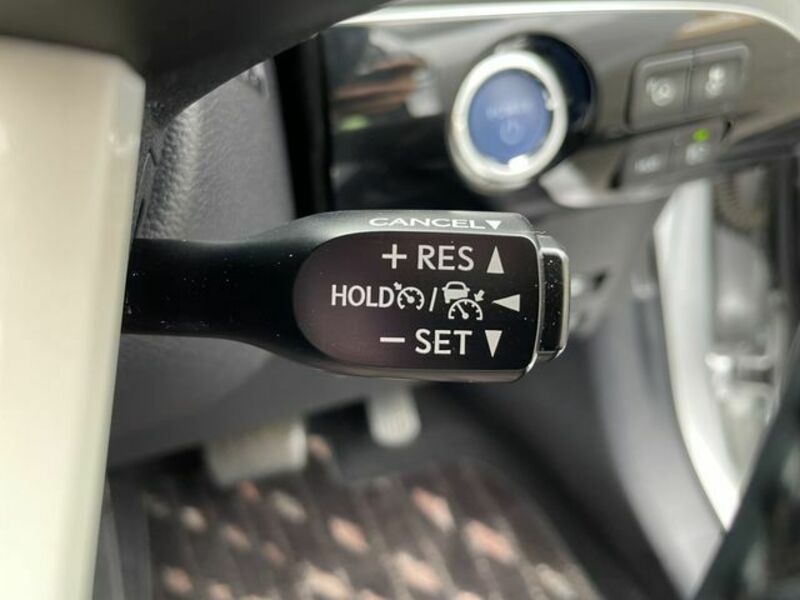 CANCEL▼
+ RES ▲
HOLD / ◀
− SET ▼